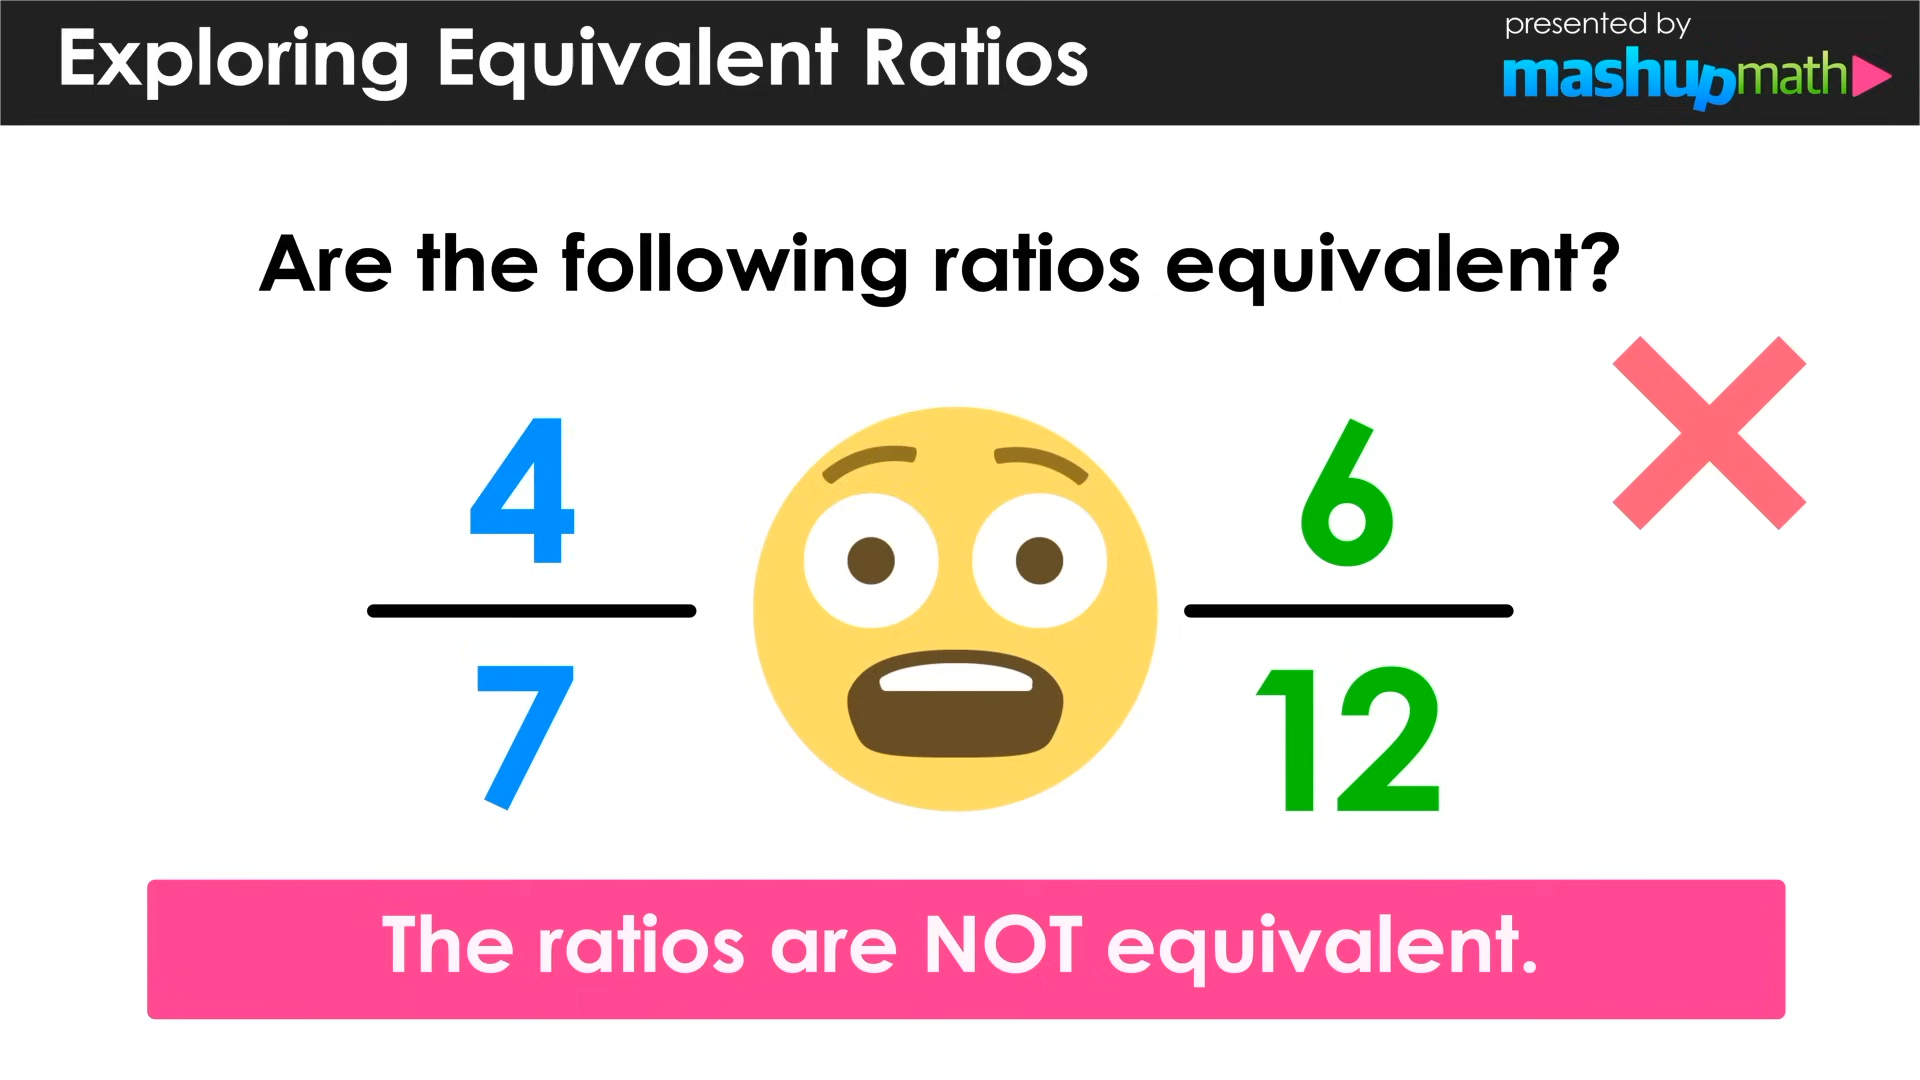 Exploring Equivalent Ratios
presented by
mashupmath
Are the following ratios equivalent?
4
7
6
12
The ratios are NOT equivalent.